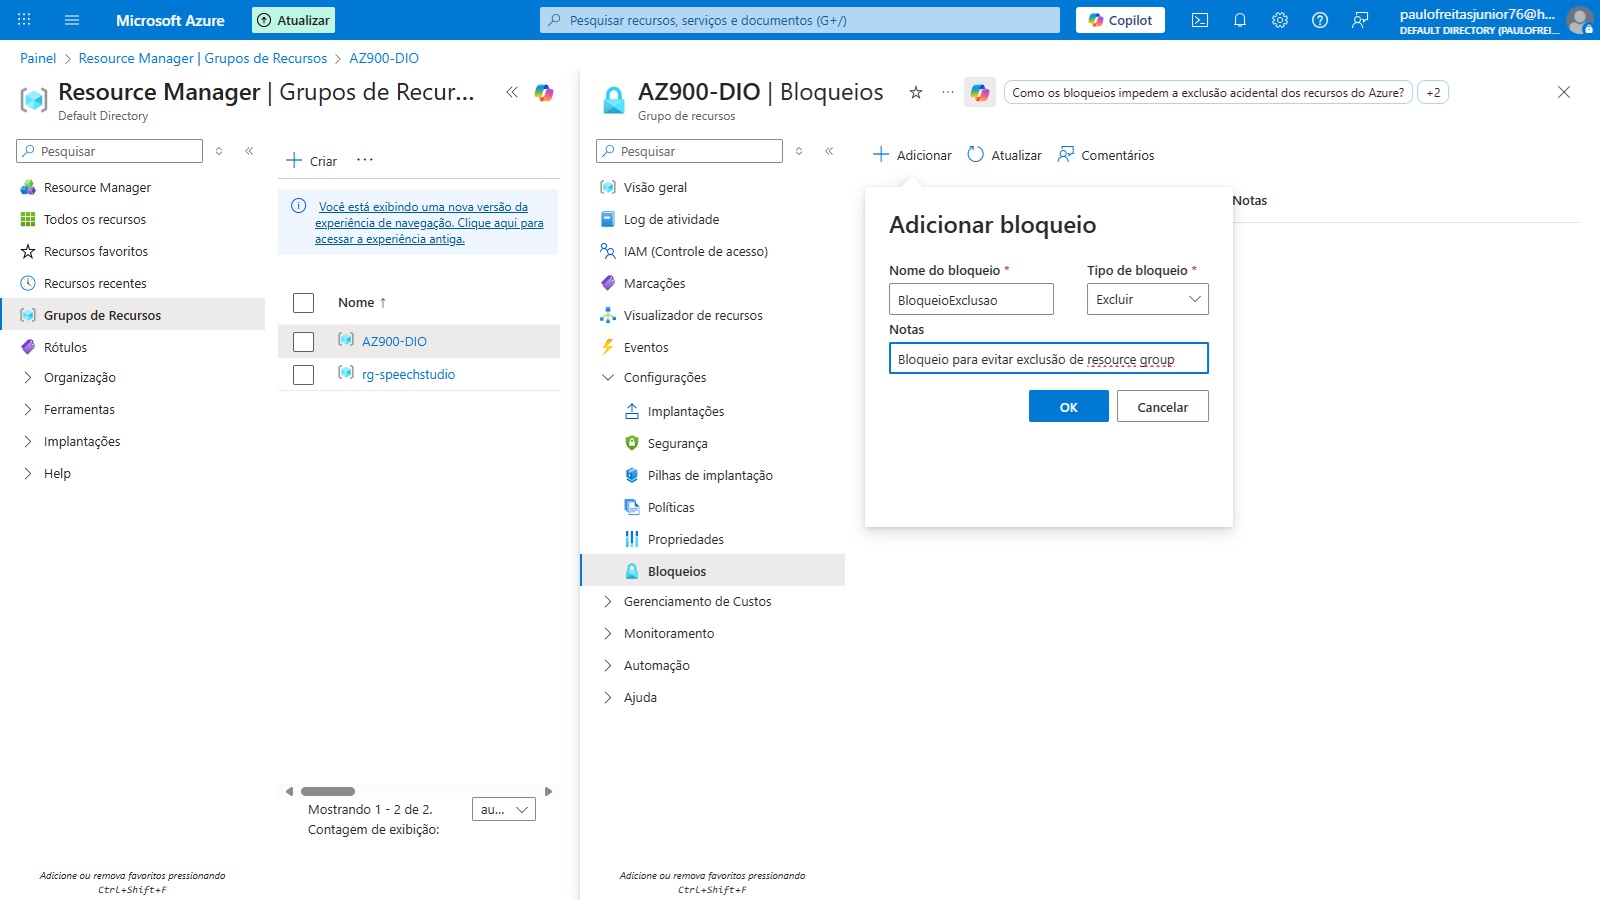 Microsoft Azure
Atualizar
Pesquisar recursos, serviços e documentos (G+/)
Copilot
paulofreitasjunior76@h...
DEFAULT DIRECTORY (PAULOFREI...
Painel > Resource Manager | Grupos de Recursos > AZ900-DIO
Resource Manager | Grupos de Recur...
Default Directory
Pesquisar
Resource Manager
Todos os recursos
Recursos favoritos
Recursos recentes
Grupos de Recursos
Rótulos
Organização
Ferramentas
Implantações
Help
Adicione ou remova favoritos pressionando
Ctrl+Shift+F
Criar
Você está exibindo uma nova versão da
experiência de navegação. Clique aqui para
acessar a experiência antiga.
Nome ↑
AZ900-DIO
rg-speechstudio
Mostrando 1 - 2 de 2.
Contagem de exibição:
au...
AZ900-DIO | Bloqueios
Grupo de recursos
Como os bloqueios impedem a exclusão acidental dos recursos do Azure?
+2
Pesquisar
Visão geral
Log de atividade
IAM (Controle de acesso)
Marcações
Visualizador de recursos
Eventos
Configurações
Implantações
Segurança
Pilhas de implantação
Políticas
Propriedades
Bloqueios
Gerenciamento de Custos
Monitoramento
Automação
Ajuda
Adicione ou remova favoritos pressionando
Ctrl+Shift+F
Adicionar
Atualizar
Comentários
Notas
Adicionar bloqueio
Nome do bloqueio *
Tipo de bloqueio *
BloqueioExclusao
Excluir
Notas
Bloqueio para evitar exclusão de resource group
OK
Cancelar